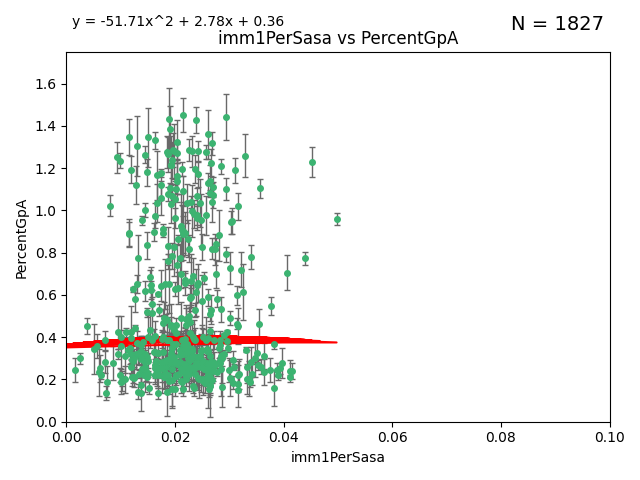 y = -51.71x^2 + 2.78x + 0.36
N = 1827
imm1PerSasa vs PercentGpA
PercentGpA
1.6
1.4
1.2
1.0
0.8
0.6
0.4
0.2
0.0
0.00 0.02 0.04 0.06 0.08 0.10
imm1PerSasa